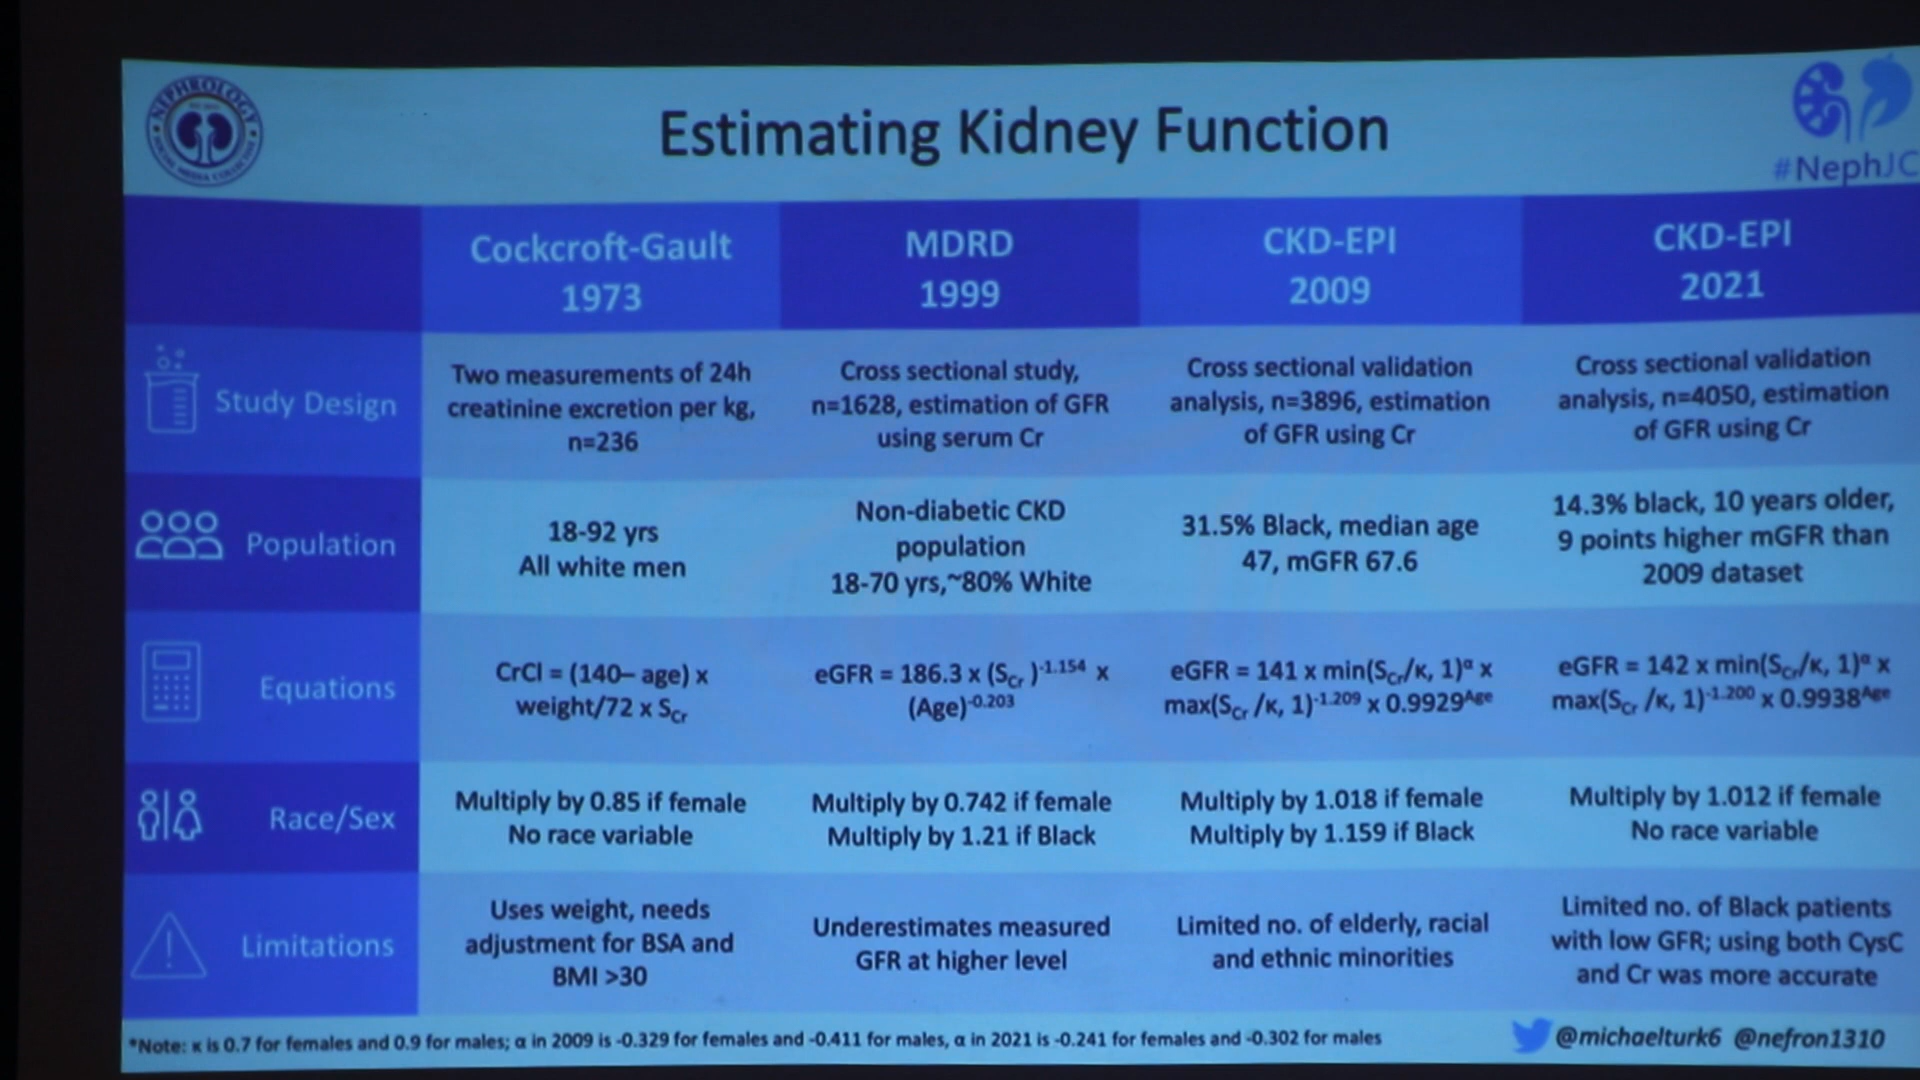 NEPHROLOGY
SOCIAL MEDIA COLLECTIVE
Estimating Kidney Function
#NephJC
Cockcroft-Gault
1973
MDRD
1999
CKD-EPI
2009
CKD-EPI
2021
Study Design
Two measurements of 24h
creatinine excretion per kg,
n=236
Cross sectional study,
n=1628, estimation of GFR
using serum Cr
Cross sectional validation
analysis, n=3896, estimation
of GFR using Cr
Cross sectional validation
analysis, n=4050, estimation
of GFR using Cr
Population
18-92 yrs
All white men
Non-diabetic CKD
population
18-70 yrs,~80% White
31.5% Black, median age
47, mGFR 67.6
14.3% black, 10 years older,
9 points higher mGFR than
2009 dataset
Equations
CrCl = (140– age) x
weight/72 x SCr
eGFR = 186.3 x (SCr )-1.154 x
(Age)-0.203
eGFR = 141 x min(SCr/κ, 1)α x
max(SCr /κ, 1)-1.209 x 0.9929Age
eGFR = 142 x min(SCr/κ, 1)α x
max(SCr /κ, 1)-1.200 x 0.9938Age
Race/Sex
Multiply by 0.85 if female
No race variable
Multiply by 0.742 if female
Multiply by 1.21 if Black
Multiply by 1.018 if female
Multiply by 1.159 if Black
Multiply by 1.012 if female
No race variable
Limitations
Uses weight, needs
adjustment for BSA and
BMI >30
Underestimates measured
GFR at higher level
Limited no. of elderly, racial
and ethnic minorities
Limited no. of Black patients
with low GFR; using both CysC
and Cr was more accurate
*Note: κ is 0.7 for females and 0.9 for males; α in 2009 is -0.329 for females and -0.411 for males, α in 2021 is -0.241 for females and -0.302 for males
@michaelturk6 @nefron1310